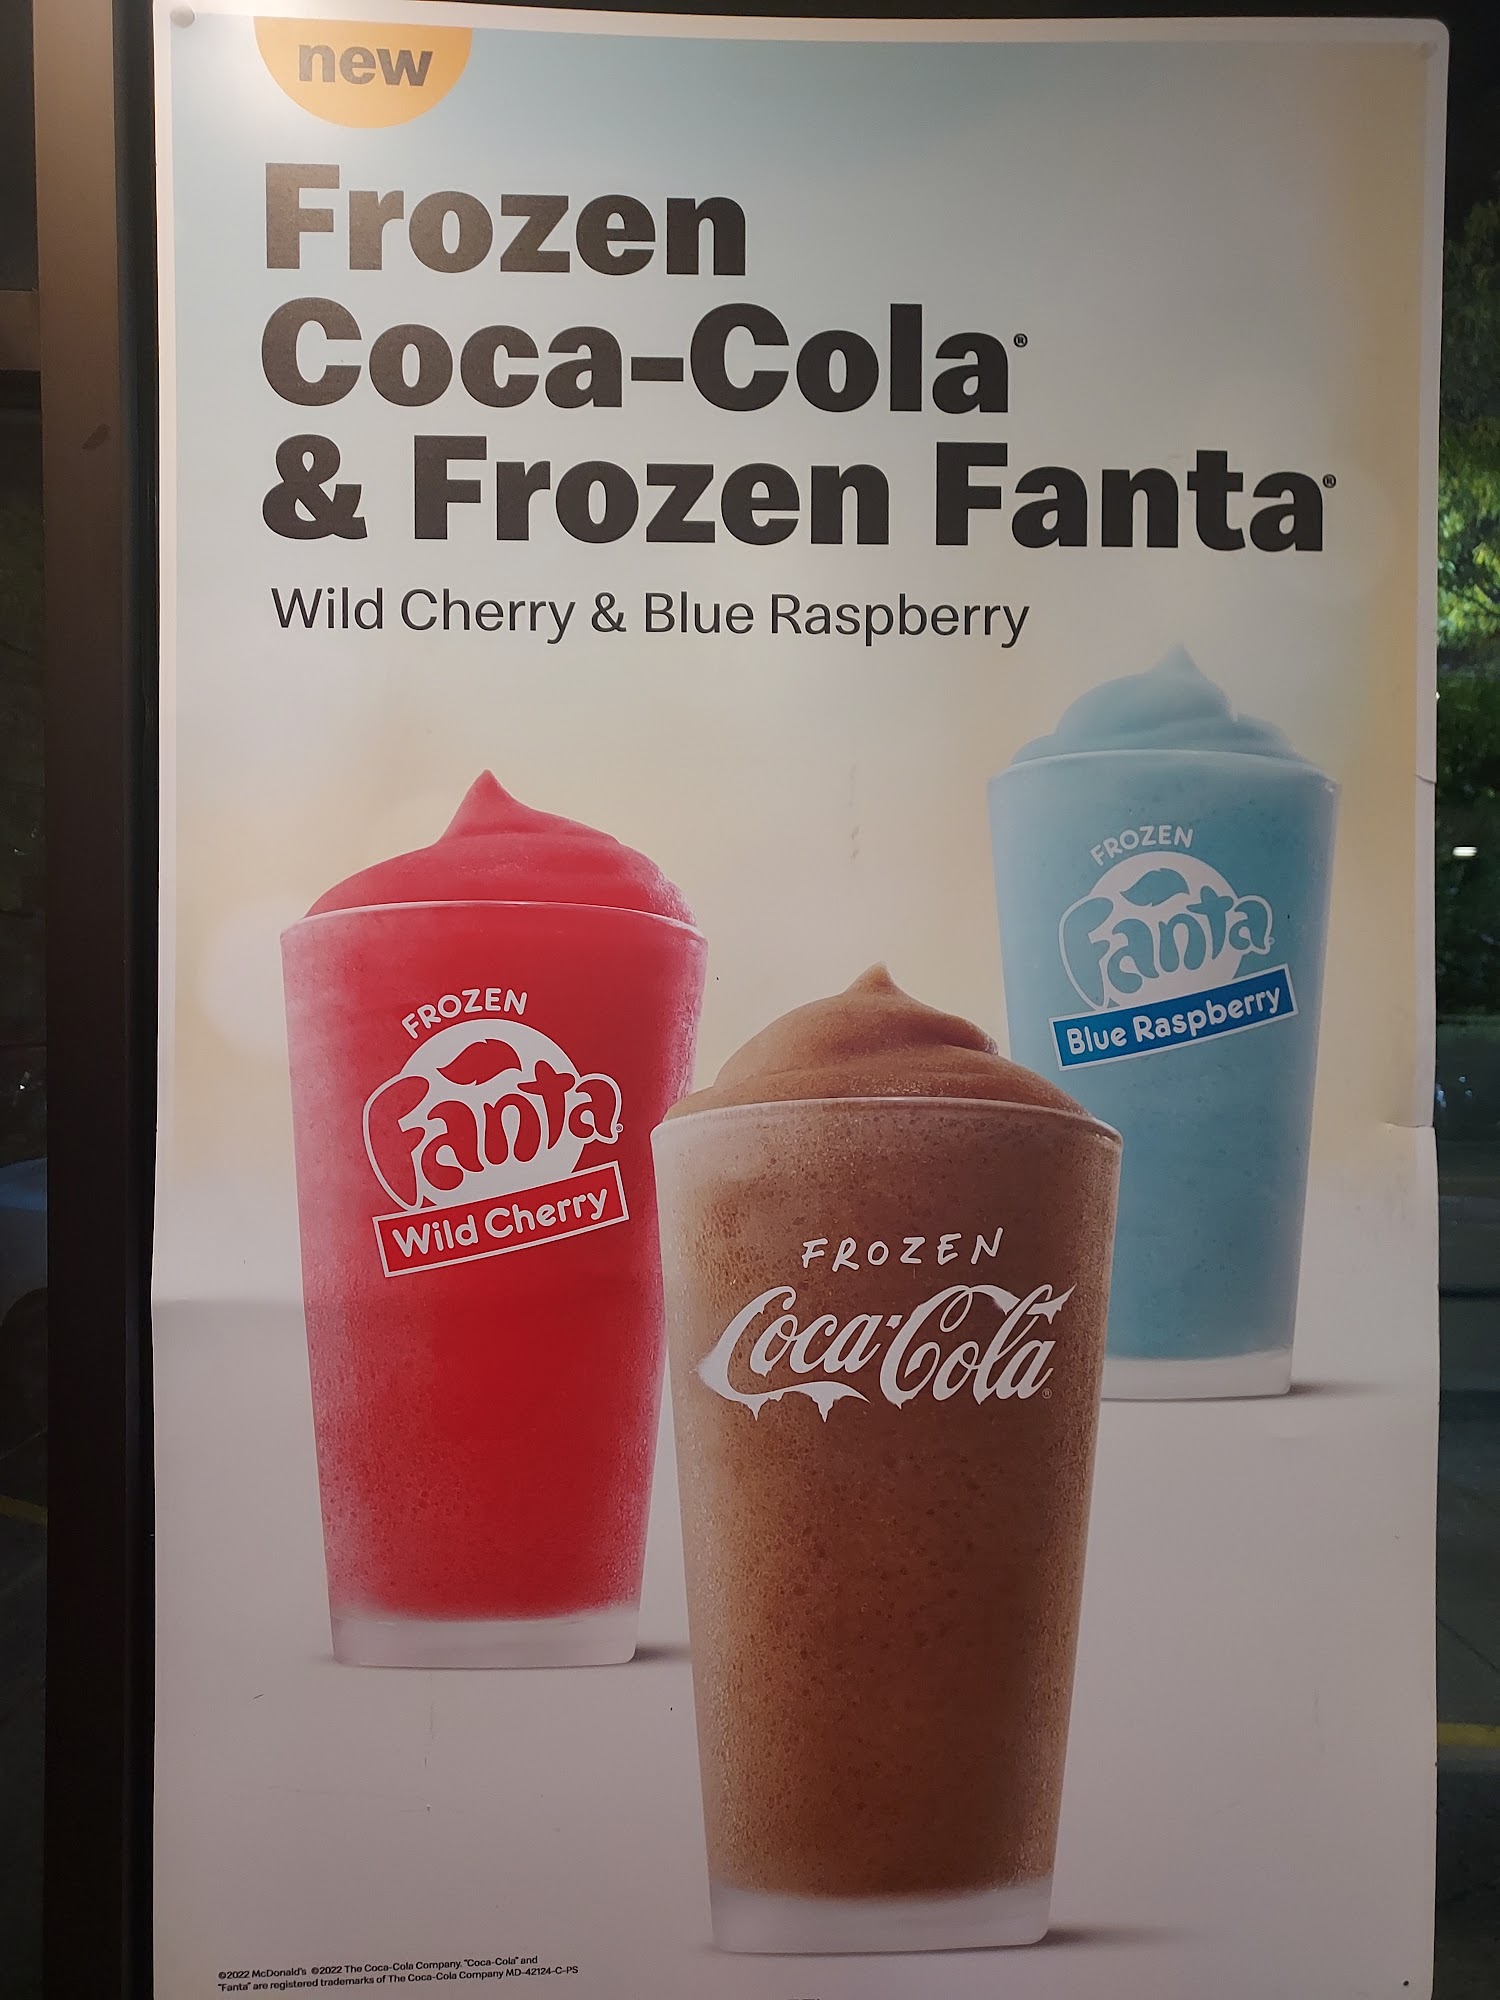 new
Frozen
Coca-Cola®
& Frozen Fanta®
Wild Cherry & Blue Raspberry
FROZEN
Fanta®
Blue Raspberry
FROZEN
Fanta®
Wild Cherry
FROZEN
Coca-Cola®
©2022 McDonald's ©2022 The Coca-Cola Company. "Coca-Cola" and
"Fanta" are registered trademarks of The Coca-Cola Company MD-42124-C-PS